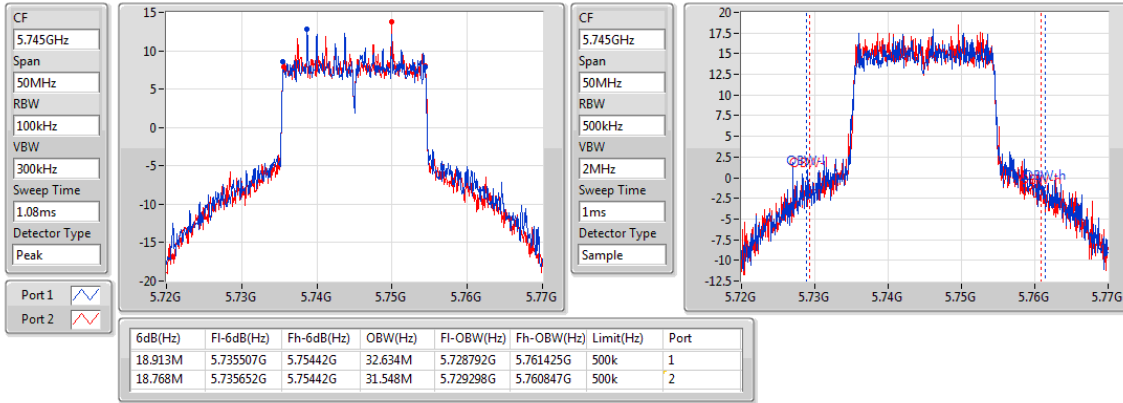 CF
5.745GHz
Span
50MHz
RBW
100kHz
VBW
300kHz
Sweep Time
1.08ms
Detector Type
Peak
Port 1
Port 2
15
10
5
0
-5
-10
-15
-20
5.72G 5.73G 5.74G 5.75G 5.76G 5.77G
CF
5.745GHz
Span
50MHz
RBW
500kHz
VBW
2MHz
Sweep Time
1ms
Detector Type
Sample
20
17.5
15
12.5
10
7.5
5
2.5
0
-2.5
-5
-7.5
-10
-12.5
5.72G 5.73G 5.74G 5.75G 5.76G 5.77G
OBW-h
6dB(Hz) Fl-6dB(Hz) Fh-6dB(Hz) OBW(Hz) Fl-OBW(Hz) Fh-OBW(Hz) Limit(Hz) Port
18.913M 5.735507G 5.75442G 32.634M 5.728792G 5.761425G 500k 1
18.768M 5.735652G 5.75442G 31.548M 5.729298G 5.760847G 500k 2